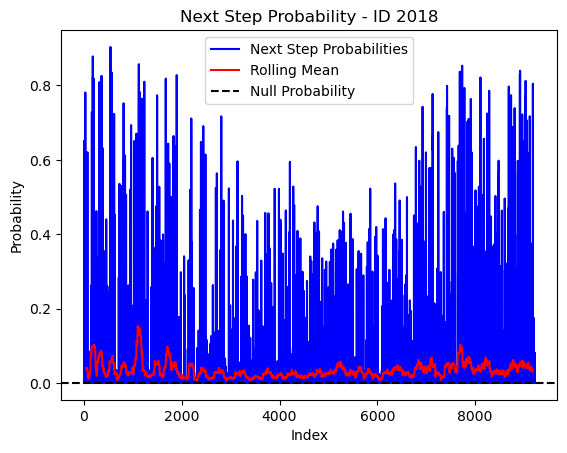 Next Step Probability - ID 2018
Next Step Probabilities
Rolling Mean
Null Probability
Probability
0.8
0.6
0.4
0.2
0.0
0
2000
4000
6000
8000
Index